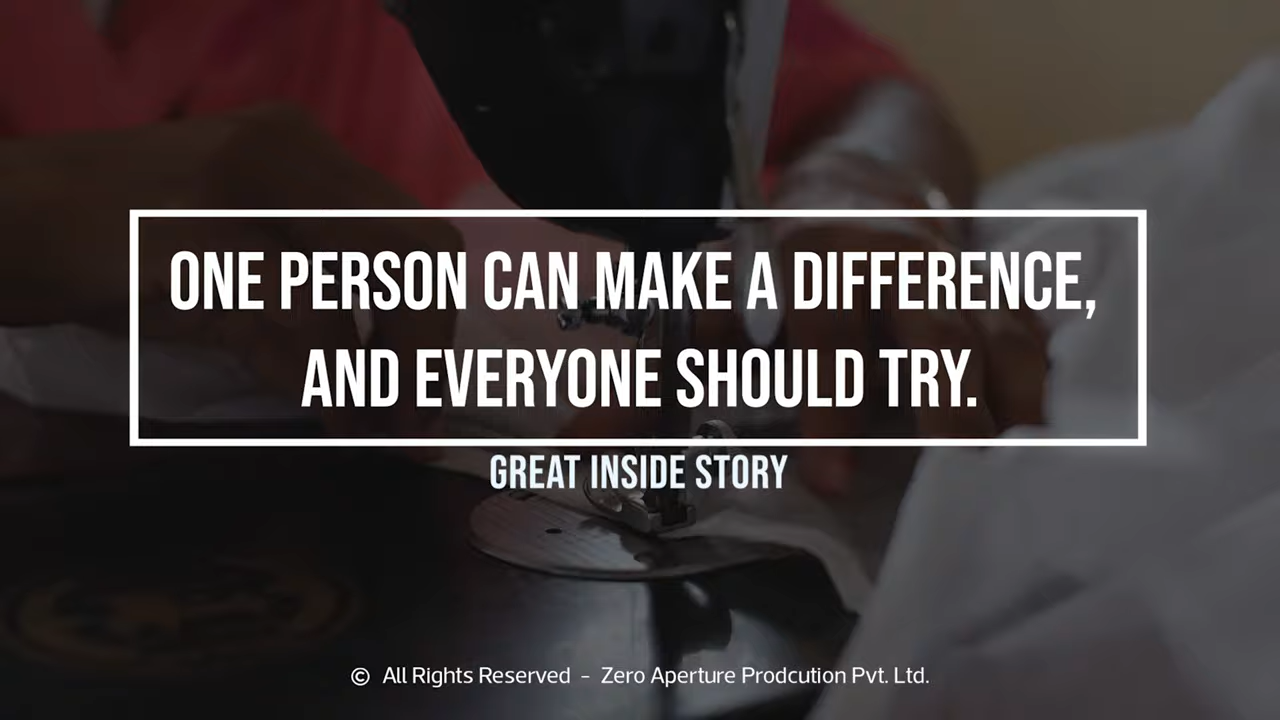 ONE PERSON CAN MAKE A DIFFERENCE,
AND EVERYONE SHOULD TRY.
GREAT INSIDE STORY
© All Rights Reserved - Zero Aperture Prodcution Pvt. Ltd.